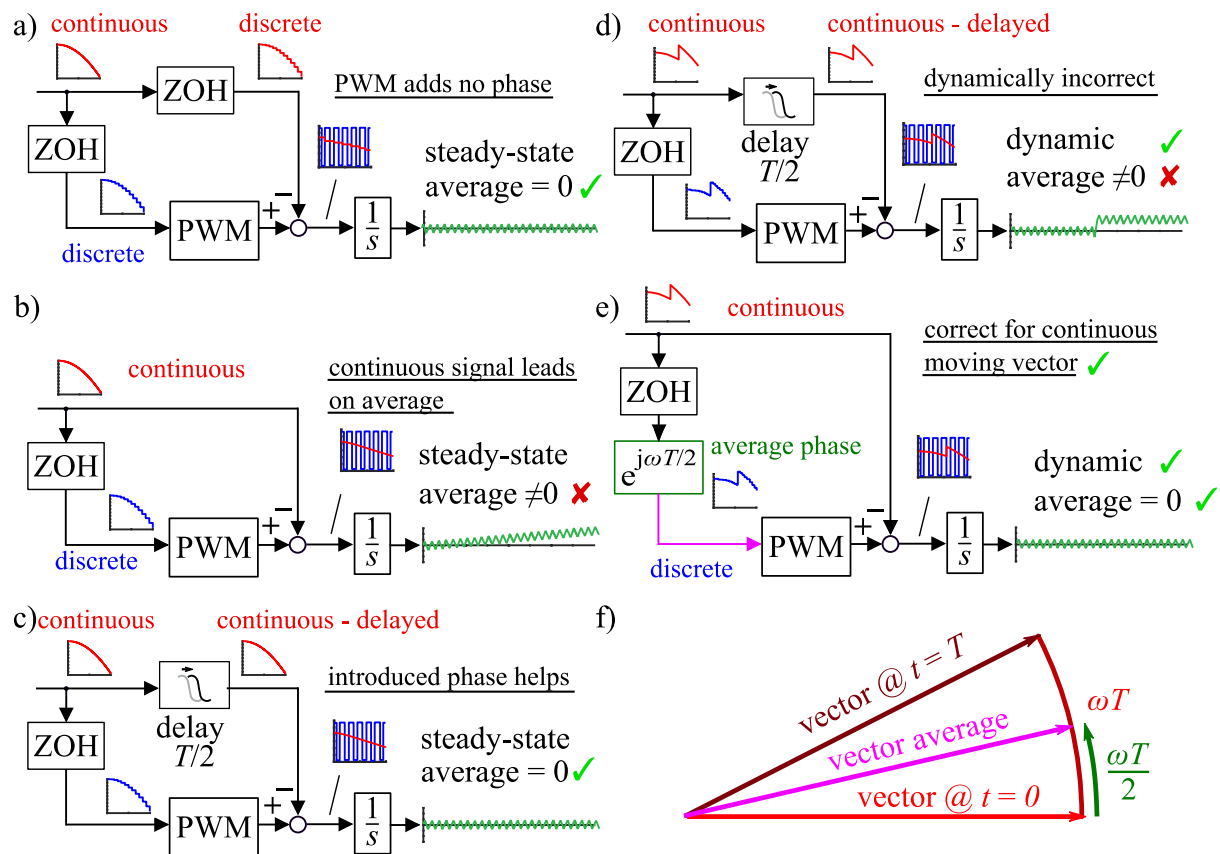 a)
continuous
discrete
ZOH
PWM adds no phase
ZOH
steady-state
average = 0 ✓
discrete
PWM
+
−
1
s
b)
continuous
continuous signal leads
on average
ZOH
steady-state
average ≠0 ✘
discrete
PWM
+
−
1
s
c)
continuous
continuous - delayed
introduced phase helps
delay
T/2
ZOH
steady-state
average = 0 ✓
PWM
+
−
1
s
d)
continuous
continuous - delayed
dynamically incorrect
delay
T/2
ZOH
dynamic ✓
average ≠0 ✘
PWM
+
−
1
s
e)
continuous
correct for continuous
moving vector ✓
ZOH
e^jωT/2
average phase
dynamic ✓
average = 0 ✓
discrete
PWM
+
−
1
s
f)
vector @ t = T
ωT
vector average
ωT
2
vector @ t = 0